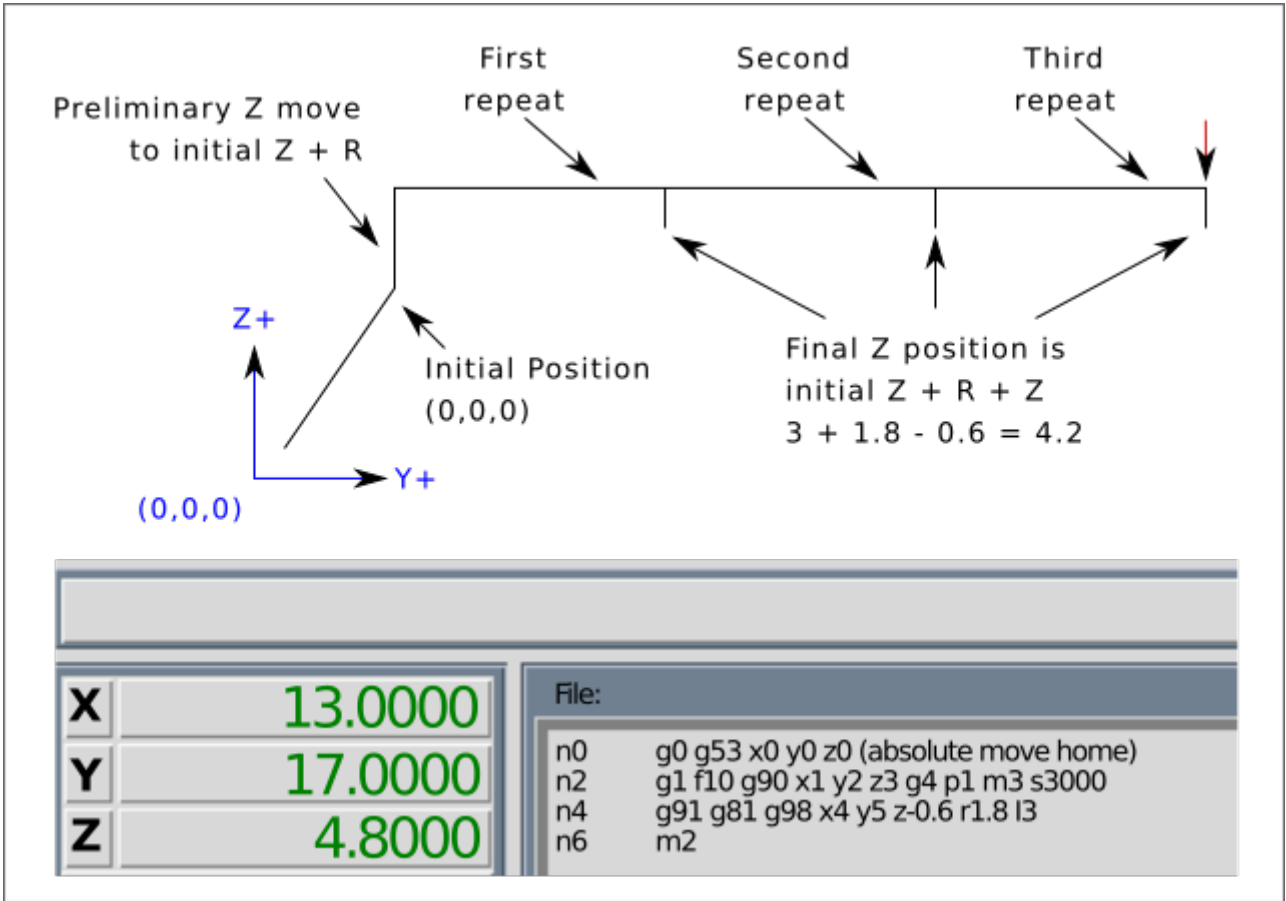 First
repeat
Second
repeat
Third
repeat
Preliminary Z move
to initial Z + R
Z+
Initial Position
(0,0,0)
Final Z position is
initial Z + R + Z
3 + 1.8 - 0.6 = 4.2
Y+
(0,0,0)
X 13.0000
Y 17.0000
Z 4.8000
File:
n0 g0 g53 x0 y0 z0 (absolute move home)
n2 g1 f10 g90 x1 y2 z3 g4 p1 m3 s3000
n4 g91 g81 g98 x4 y5 z-0.6 r1.8 l3
n6 m2